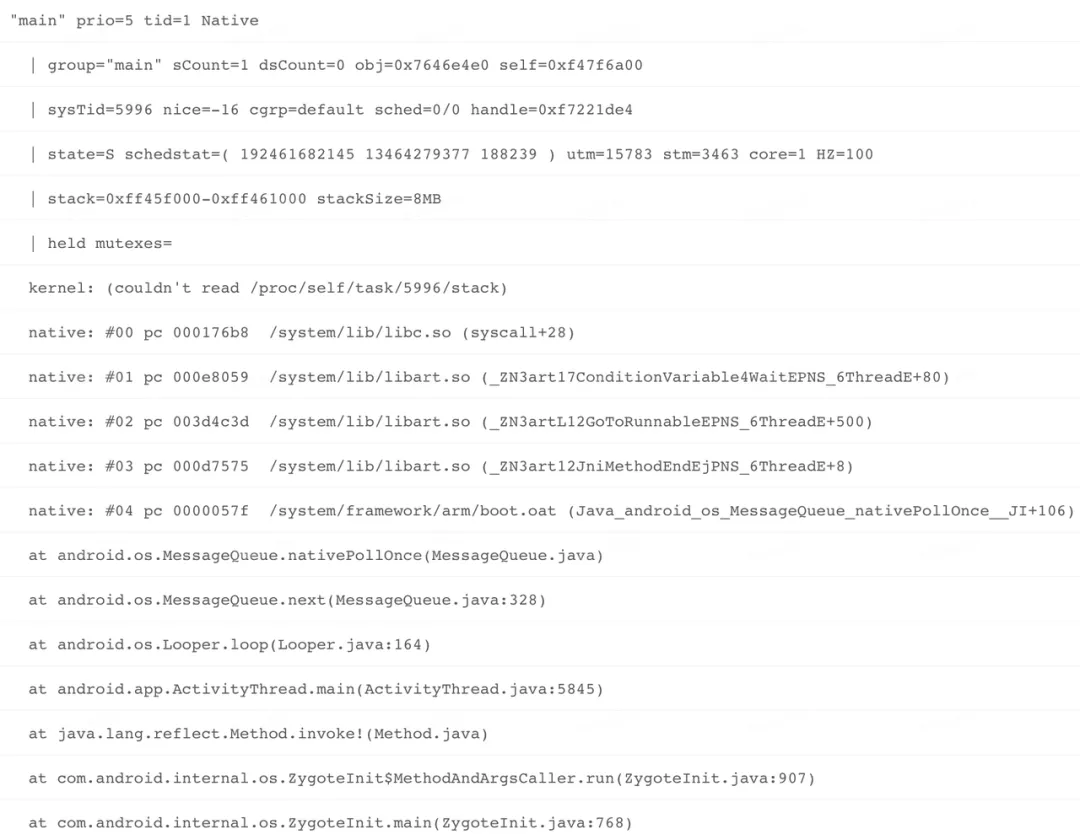 "main" prio=5 tid=1 Native
| group="main" sCount=1 dsCount=0 obj=0x7646e4e0 self=0xf47f6a00
| sysTid=5996 nice=-16 cgrp=default sched=0/0 handle=0xf7221de4
| state=S schedstat=( 192461682145 13464279377 188239 ) utm=15783 stm=3463 core=1 HZ=100
| stack=0xff45f000-0xff461000 stackSize=8MB
| held mutexes=
kernel: (couldn't read /proc/self/task/5996/stack)
native: #00 pc 000176b8  /system/lib/libc.so (syscall+28)
native: #01 pc 000e8059  /system/lib/libart.so (_ZN3art17ConditionVariable4WaitEPNS_6ThreadE+80)
native: #02 pc 003d4c3d  /system/lib/libart.so (_ZN3artL12GoToRunnableEPNS_6ThreadE+500)
native: #03 pc 000d7575  /system/lib/libart.so (_ZN3art12JniMethodEndEjPNS_6ThreadE+8)
native: #04 pc 0000057f  /system/framework/arm/boot.oat (Java_android_os_MessageQueue_nativePollOnce__JI+106)
at android.os.MessageQueue.nativePollOnce(MessageQueue.java)
at android.os.MessageQueue.next(MessageQueue.java:328)
at android.os.Looper.loop(Looper.java:164)
at android.app.ActivityThread.main(ActivityThread.java:5845)
at java.lang.reflect.Method.invoke!(Method.java)
at com.android.internal.os.ZygoteInit$MethodAndArgsCaller.run(ZygoteInit.java:907)
at com.android.internal.os.ZygoteInit.main(ZygoteInit.java:768)